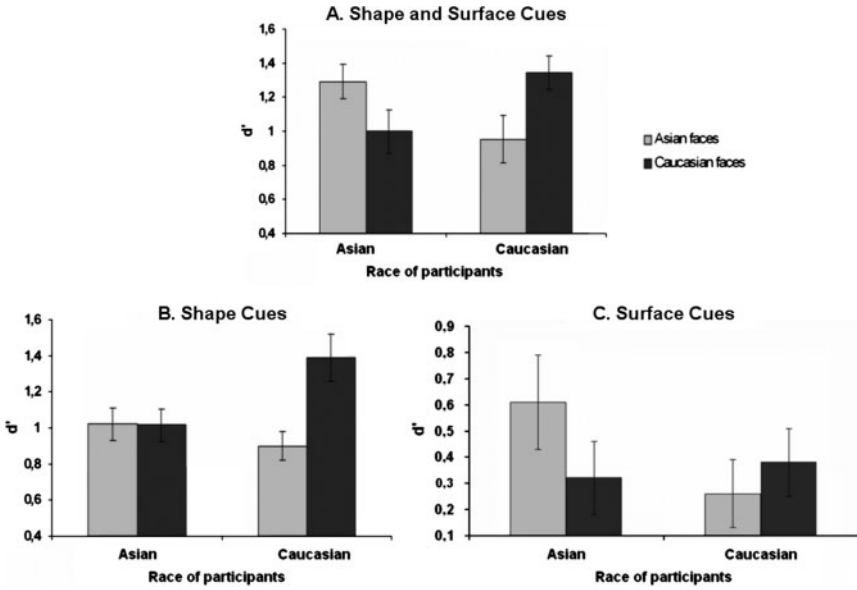 A. Shape and Surface Cues
1,6
1,4
1,2
1
0,8
0,6
0,4
d'
Asian
Caucasian
Race of participants
Asian faces
Caucasian faces
B. Shape Cues
1,6
1,4
1,2
1
0,8
0,6
0,4
d'
Asian
Caucasian
Race of participants
C. Surface Cues
0,9
0,8
0,7
0,6
0,5
0,4
0,3
0,2
0,1
d'
Asian
Caucasian
Race of participants